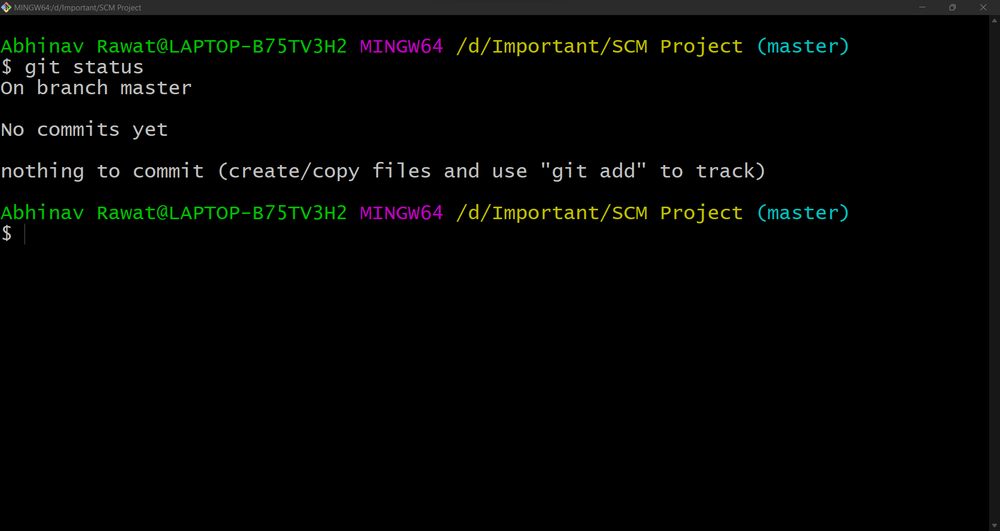 MINGW64:/d/Important/SCM Project
Abhinav Rawat@LAPTOP-B75TV3H2 MINGW64 /d/Important/SCM Project (master)
$ git status
On branch master
No commits yet
nothing to commit (create/copy files and use "git add" to track)
Abhinav Rawat@LAPTOP-B75TV3H2 MINGW64 /d/Important/SCM Project (master)
$